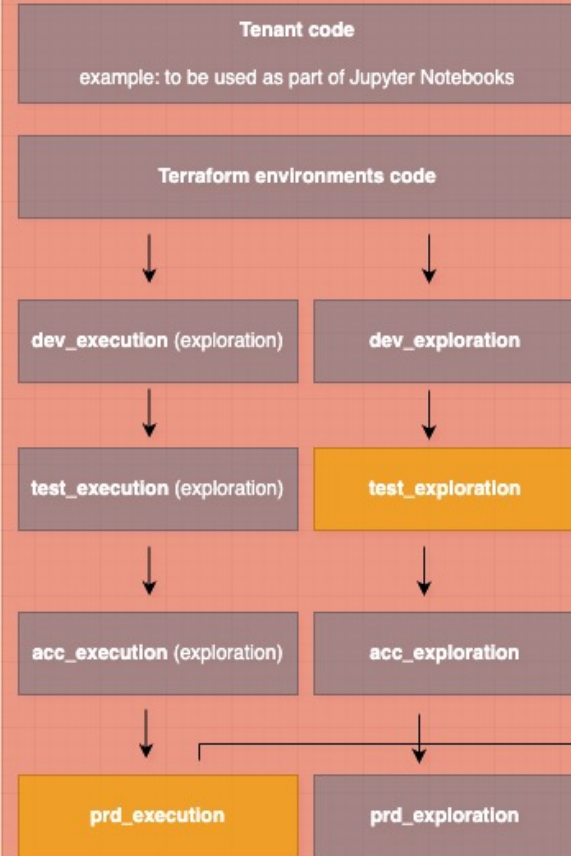 Tenant code
example: to be used as part of Jupyter Notebooks
Terraform environments code
dev_execution (exploration)
dev_exploration
test_execution (exploration)
test_exploration
acc_execution (exploration)
acc_exploration
prd_execution
prd_exploration